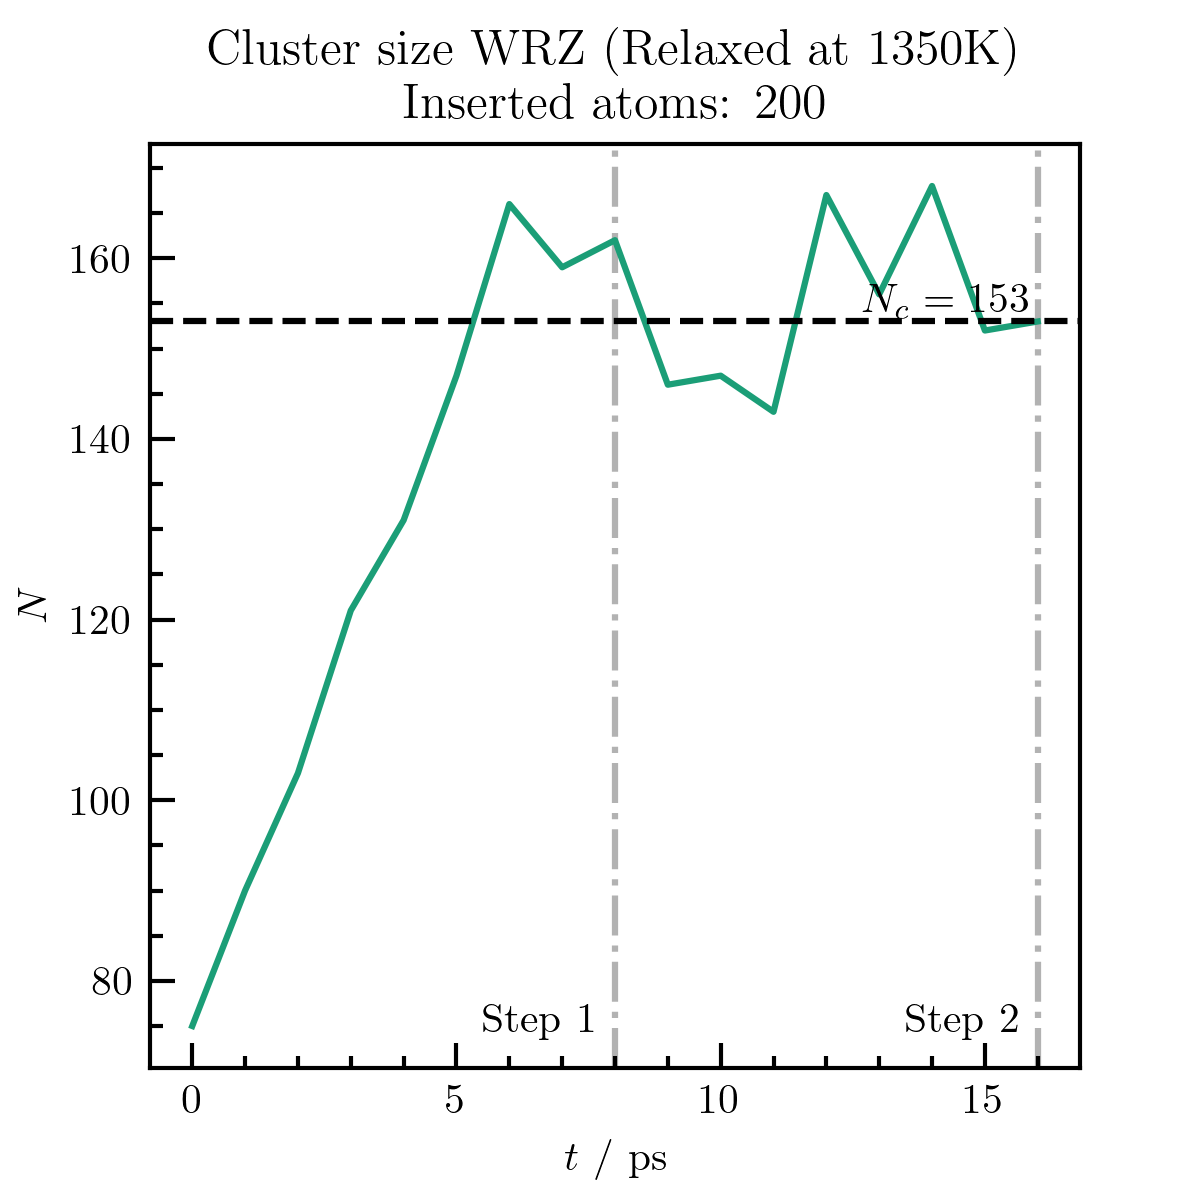 Cluster size WRZ (Relaxed at 1350K)
Inserted atoms: 200
160
140
120
100
80
N
N_c = 153
Step 1
Step 2
0 5 10 15
t / ps